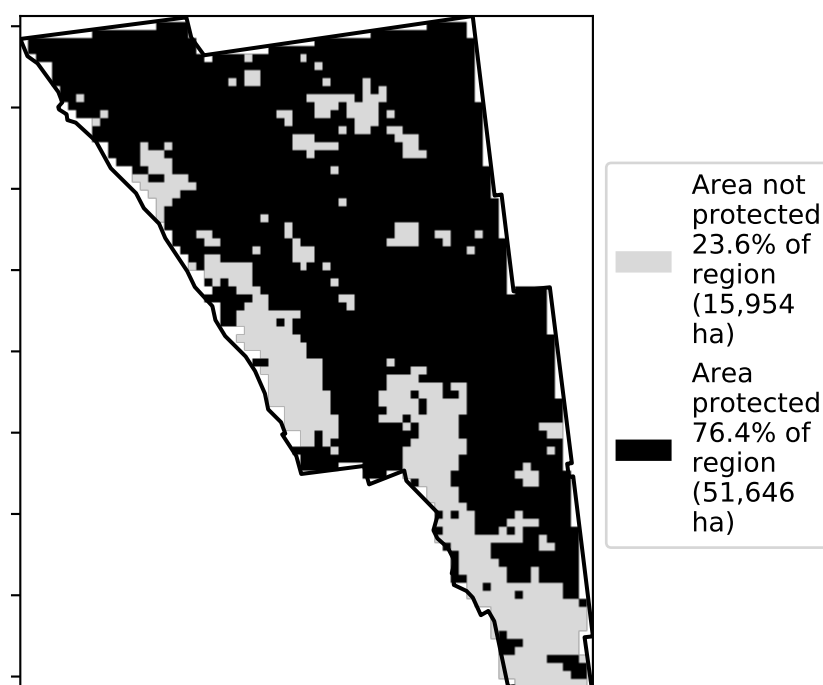 Area not
protected
23.6% of
region
(15,954
ha)
Area
protected
76.4% of
region
(51,646
ha)